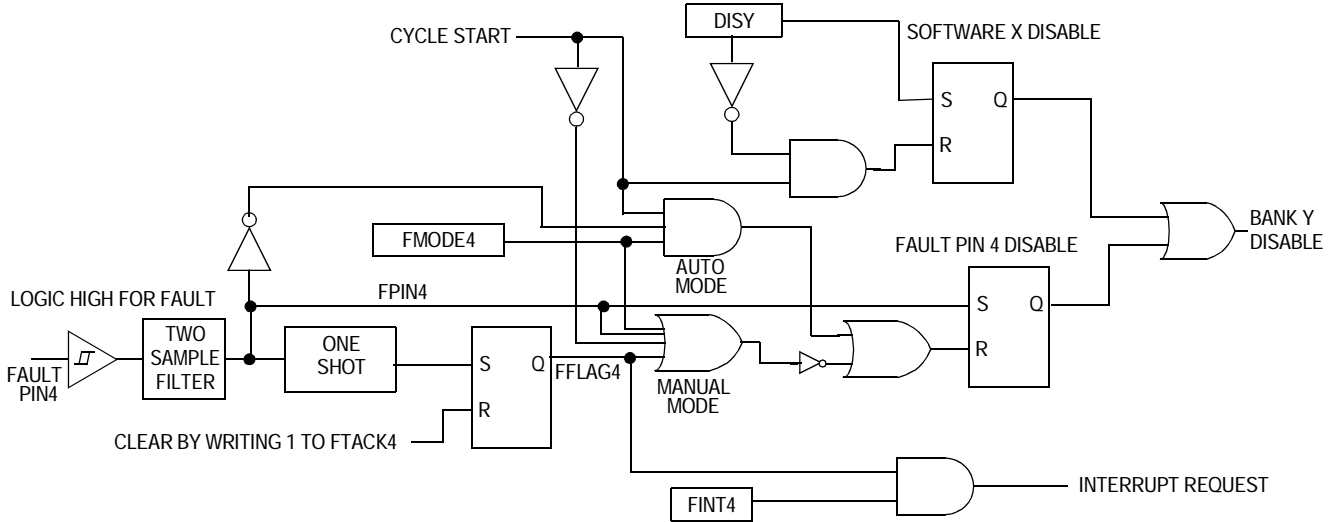 DISY
CYCLE START
SOFTWARE X DISABLE
S
Q
R
FMODE4
AUTO
MODE
BANK Y
DISABLE
FAULT PIN 4 DISABLE
LOGIC HIGH FOR FAULT
FPIN4
S
Q
R
TWO
SAMPLE
FILTER
ONE
SHOT
FAULT
PIN4
S
Q
R
FFLAG4
MANUAL
MODE
CLEAR BY WRITING 1 TO FTACK4
FINT4
INTERRUPT REQUEST